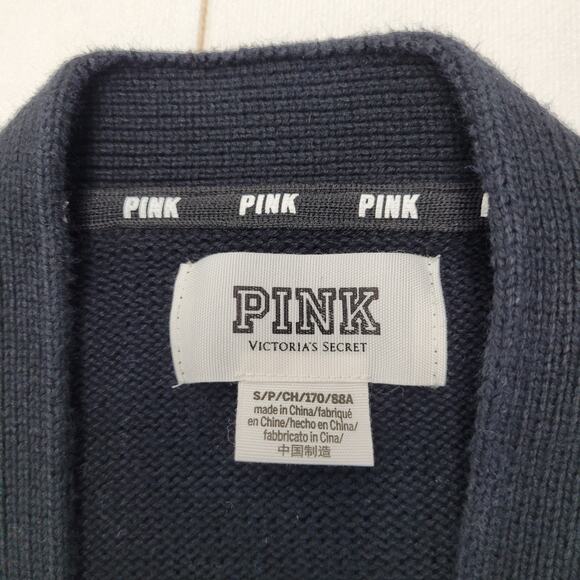 PINK PINK PINK
PINK
VICTORIA'S SECRET
S/P/CH/170/88A
made in China/fabriqué
en Chine/hecho en China/
fabbricato in Cina/
中国制造